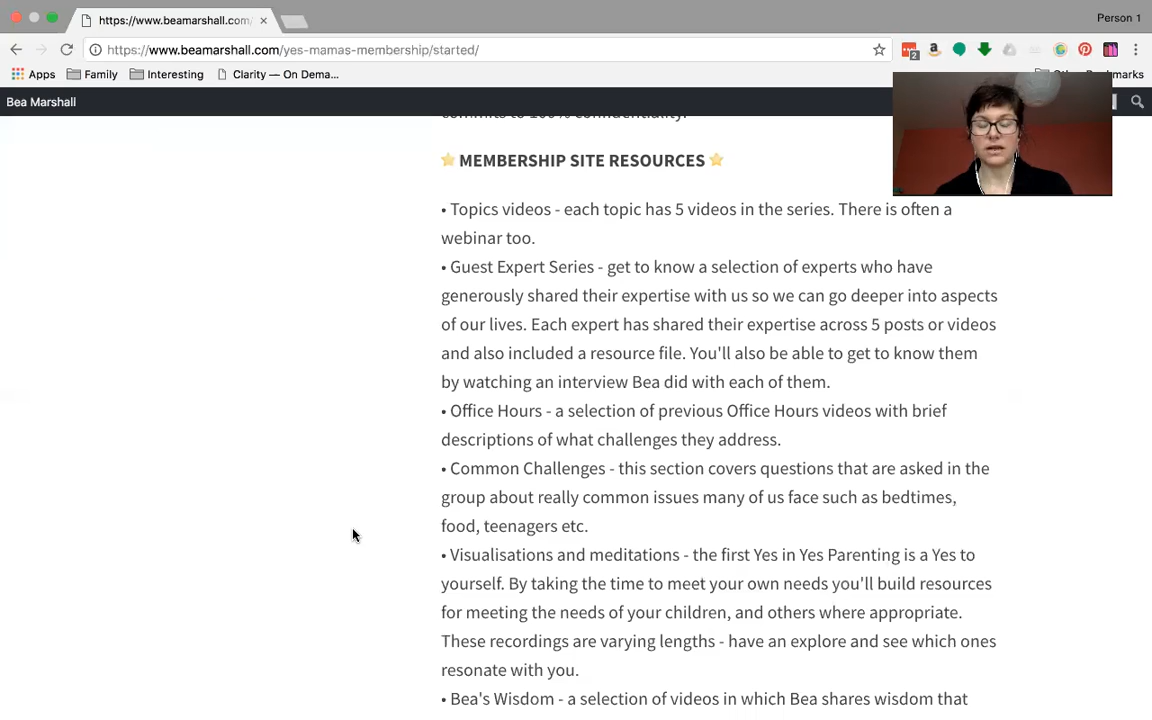 https://www.beamarshall.com/
Person 1
https://www.beamarshall.com/yes-mamas-membership/started/
2
Apps
Family
Interesting
Clarity — On Dema...
Bea Marshall
commits to 100% confidentiality.
MEMBERSHIP SITE RESOURCES
• Topics videos - each topic has 5 videos in the series. There is often a
webinar too.
• Guest Expert Series - get to know a selection of experts who have
generously shared their expertise with us so we can go deeper into aspects
of our lives. Each expert has shared their expertise across 5 posts or videos
and also included a resource file. You'll also be able to get to know them
by watching an interview Bea did with each of them.
• Office Hours - a selection of previous Office Hours videos with brief
descriptions of what challenges they address.
• Common Challenges - this section covers questions that are asked in the
group about really common issues many of us face such as bedtimes,
food, teenagers etc.
• Visualisations and meditations - the first Yes in Yes Parenting is a Yes to
yourself. By taking the time to meet your own needs you'll build resources
for meeting the needs of your children, and others where appropriate.
These recordings are varying lengths - have an explore and see which ones
resonate with you.
• Bea's Wisdom - a selection of videos in which Bea shares wisdom that